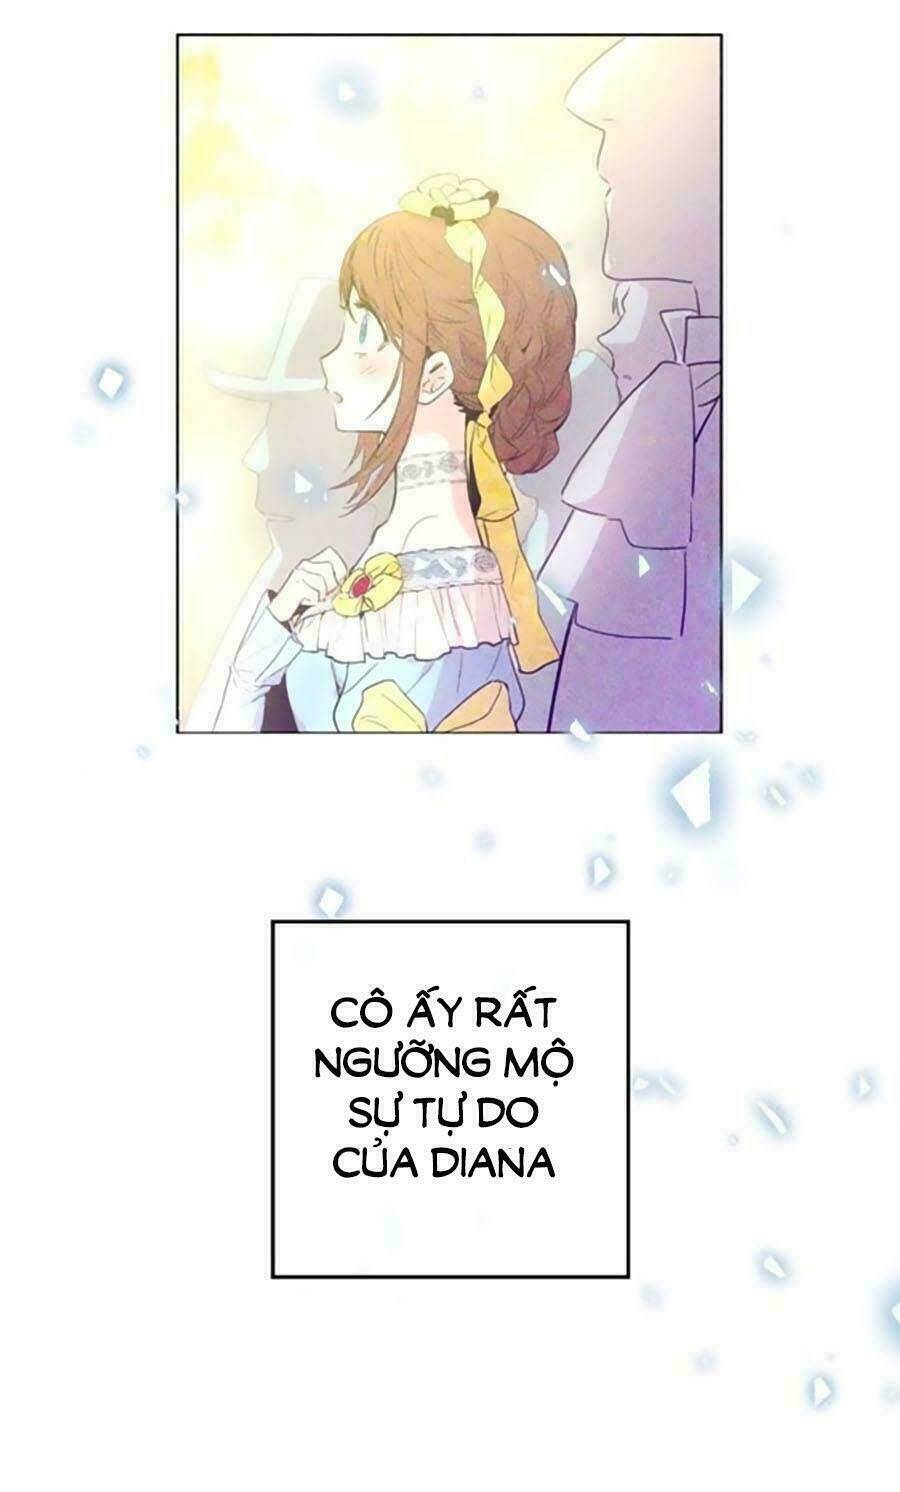 CÔ ẤY RẤT
NGƯỠNG MỘ
SỰ TỰ DO
CỦA DIANA